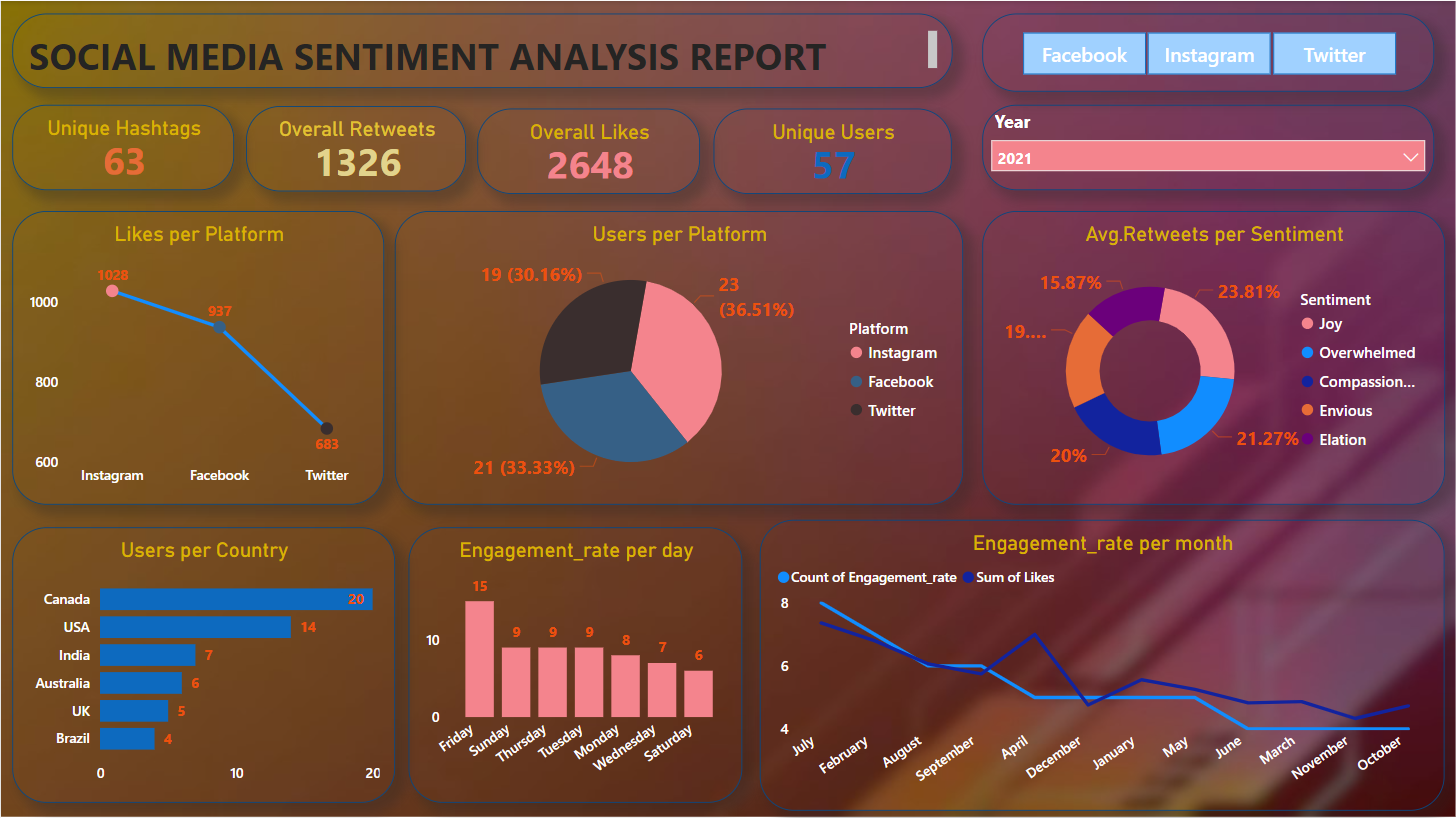 SOCIAL MEDIA SENTIMENT ANALYSIS REPORT
Facebook
Instagram
Twitter
Unique Hashtags
63
Overall Retweets
1326
Overall Likes
2648
Unique Users
57
Year
2021
Likes per Platform
1028
937
683
1000
800
600
Instagram
Facebook
Twitter
Users per Platform
19 (30.16%)
23
(36.51%)
21 (33.33%)
Platform
Instagram
Facebook
Twitter
Avg.Retweets per Sentiment
15.87%
23.81%
19....
20%
21.27%
Sentiment
Joy
Overwhelmed
Compassion...
Envious
Elation
Users per Country
Canada 20
USA 14
India 7
Australia 6
UK 5
Brazil 4
0 10 20
Engagement_rate per day
15
9
9
9
8
7
6
10
0
Friday
Sunday
Thursday
Tuesday
Monday
Wednesday
Saturday
Engagement_rate per month
Count of Engagement_rate
Sum of Likes
8
6
4
July
February
August
September
April
December
January
May
June
March
November
October